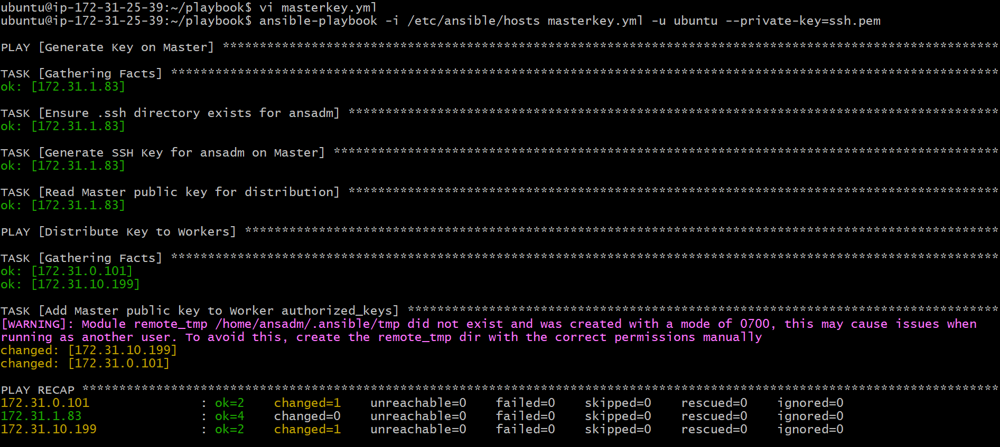 ubuntu@ip-172-31-25-39:~/playbook$ vi masterkey.yml
ubuntu@ip-172-31-25-39:~/playbook$ ansible-playbook -i /etc/ansible/hosts masterkey.yml -u ubuntu --private-key=ssh.pem
PLAY [Generate Key on Master] *********************************************************************************************************
TASK [Gathering Facts] ****************************************************************************************************************
ok: [172.31.1.83]
TASK [Ensure .ssh directory exists for ansadm] ****************************************************************************************
ok: [172.31.1.83]
TASK [Generate SSH Key for ansadm on Master] ******************************************************************************************
ok: [172.31.1.83]
TASK [Read Master public key for distribution] ****************************************************************************************
ok: [172.31.1.83]
PLAY [Distribute Key to Workers] ******************************************************************************************************
TASK [Gathering Facts] ****************************************************************************************************************
ok: [172.31.0.101]
ok: [172.31.10.199]
TASK [Add Master public key to Worker authorized_keys] ********************************************************************************
[WARNING]: Module remote_tmp /home/ansadm/.ansible/tmp did not exist and was created with a mode of 0700, this may cause issues when
running as another user. To avoid this, create the remote_tmp dir with the correct permissions manually
changed: [172.31.10.199]
changed: [172.31.0.101]
PLAY RECAP ****************************************************************************************************************************
172.31.0.101 : ok=2 changed=1 unreachable=0 failed=0 skipped=0 rescued=0 ignored=0
172.31.1.83 : ok=4 changed=0 unreachable=0 failed=0 skipped=0 rescued=0 ignored=0
172.31.10.199 : ok=2 changed=1 unreachable=0 failed=0 skipped=0 rescued=0 ignored=0